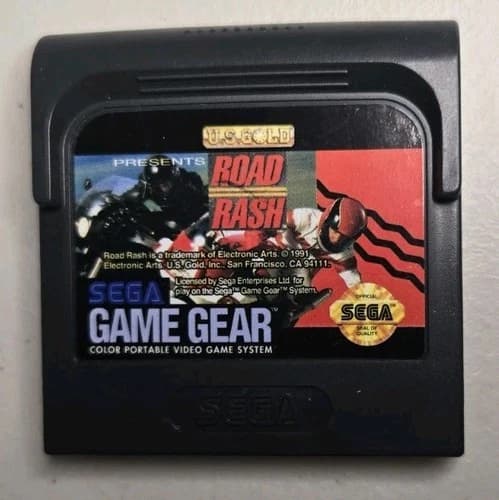 U.S. GOLD
PRESENTS
ROAD
RASH
Road Rash is a trademark of Electronic Arts. © 1991
Electronic Arts. U.S. Gold, Inc., San Francisco, CA 94111.
Licensed by Sega Enterprises Ltd. for
play on the Sega™ Game Gear™ System.
SEGA
GAME GEAR™
COLOR PORTABLE VIDEO GAME SYSTEM
OFFICIAL
SEGA™
SEAL OF
QUALITY
SEGA